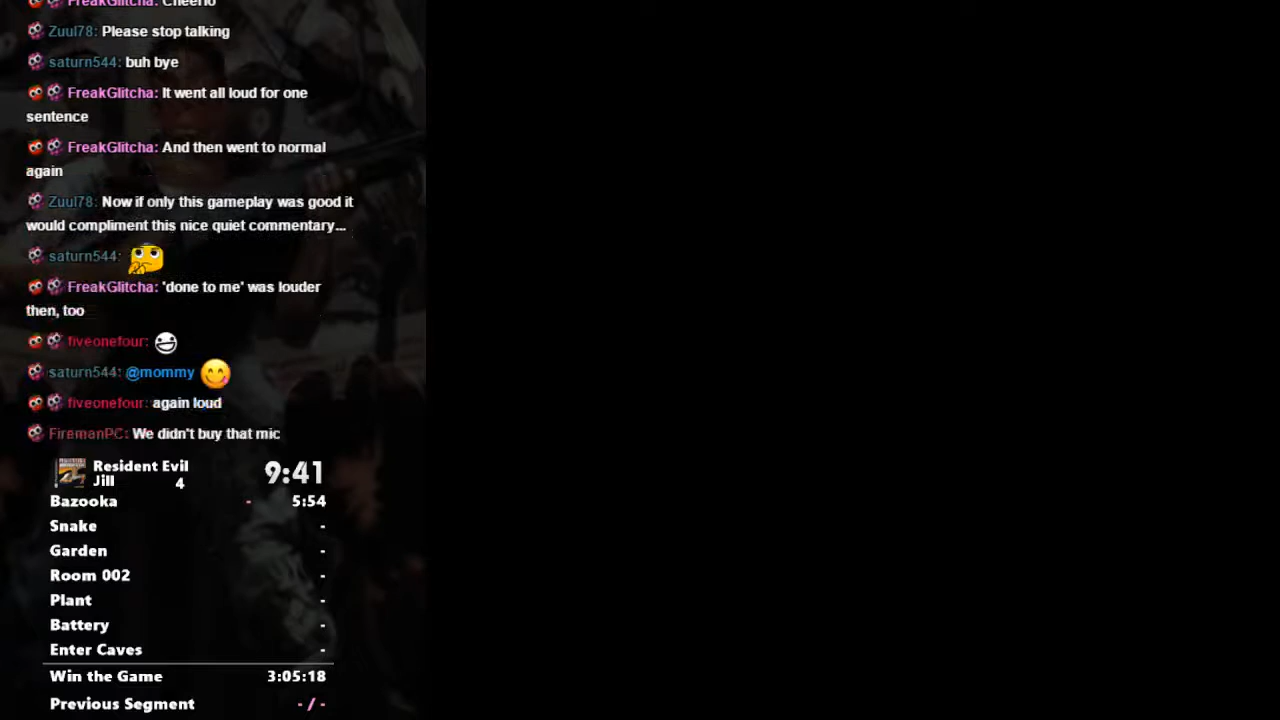 FreakGlitcha: Cheerio
Zuul78: Please stop talking
saturn544: buh bye
FreakGlitcha: It went all loud for one
sentence
FreakGlitcha: And then went to normal
again
Zuul78: Now if only this gameplay was good it
would compliment this nice quiet commentary...
saturn544:
FreakGlitcha: 'done to me' was louder
then, too
fiveonefour:
saturn544: @mommy
fiveonefour: again loud
FiremanPC: We didn't buy that mic
Resident Evil
Jill 4
9:41
Bazooka - 5:54
Snake -
Garden -
Room 002 -
Plant -
Battery -
Enter Caves -
Win the Game 3:05:18
Previous Segment - / -